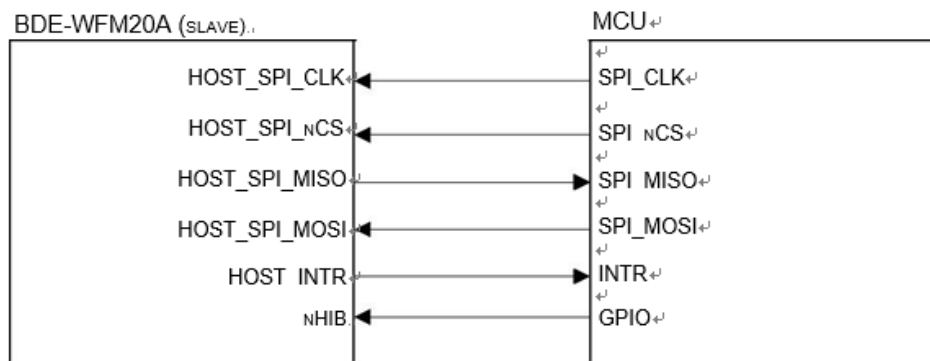 BDE-WFM20A (SLAVE)
MCU
HOST_SPI_CLK
SPI_CLK
HOST_SPI_NCS
SPI NCS
HOST_SPI_MISO
SPI MISO
HOST_SPI_MOSI
SPI_MOSI
HOST INTR
INTR
NHIB
GPIO